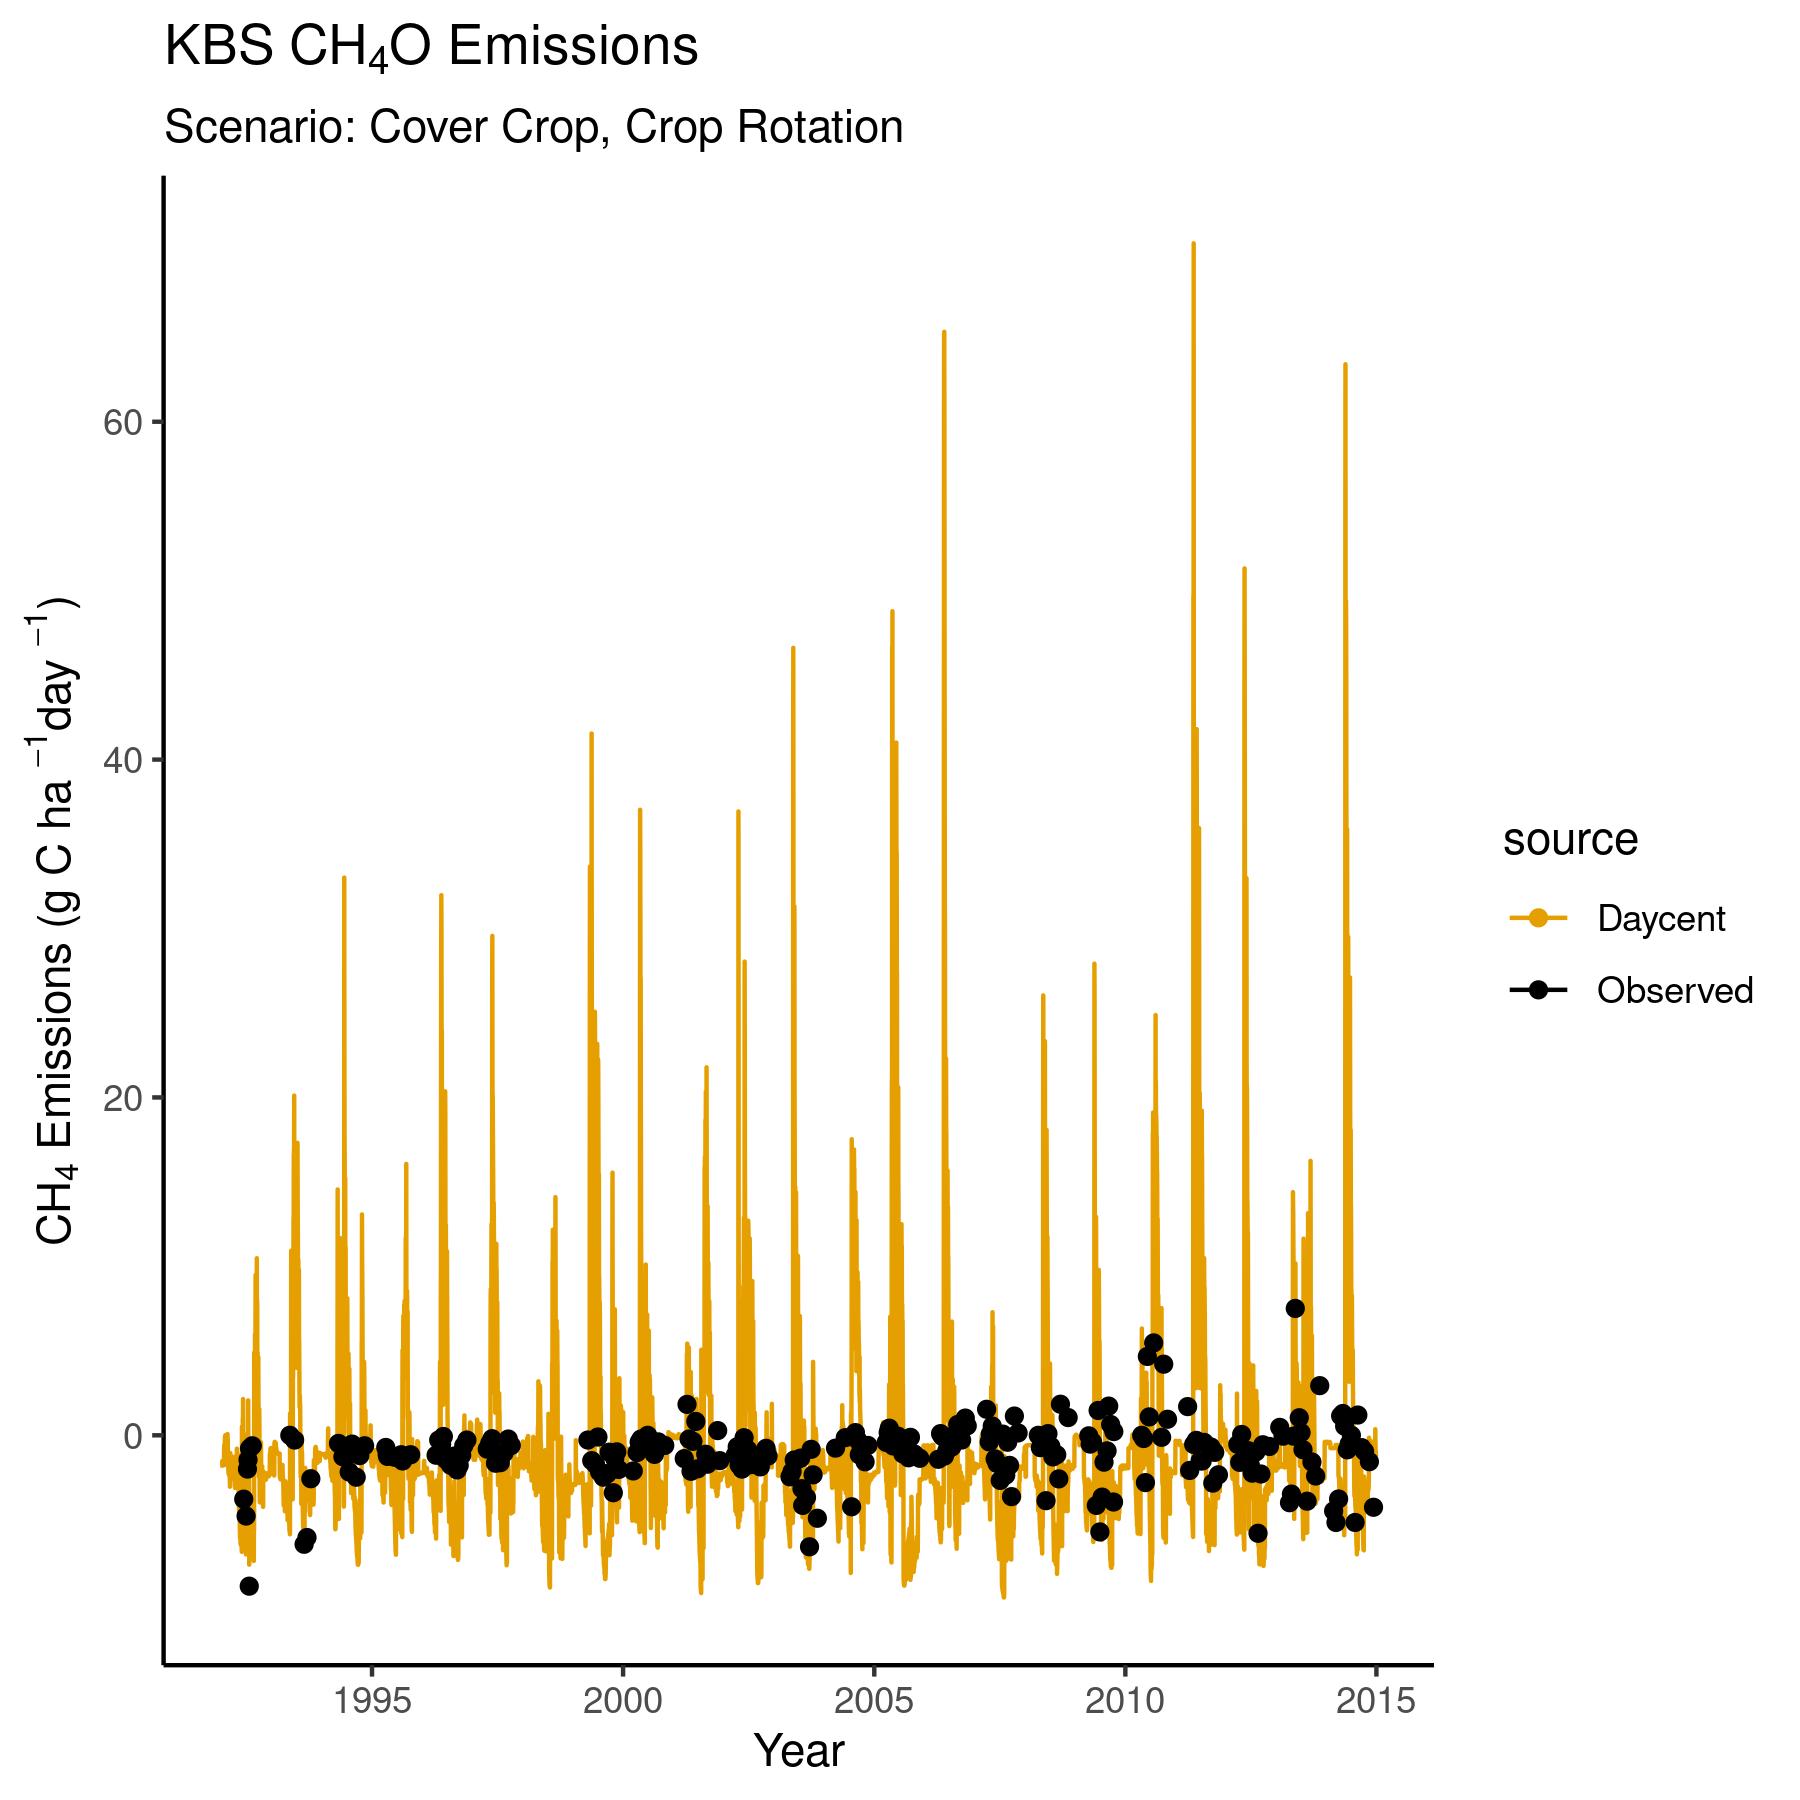 KBS CH₄O Emissions
Scenario: Cover Crop, Crop Rotation
CH₄ Emissions (g C ha ⁻¹day ⁻¹)
60
40
20
0
1995 2000 2005 2010 2015
Year
source
Daycent
Observed